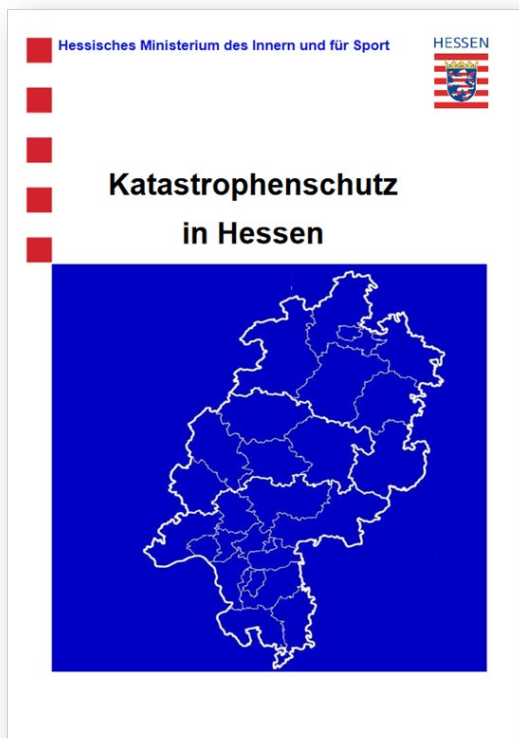 Hessisches Ministerium des Innern und für Sport
HESSEN
Katastrophenschutz
in Hessen